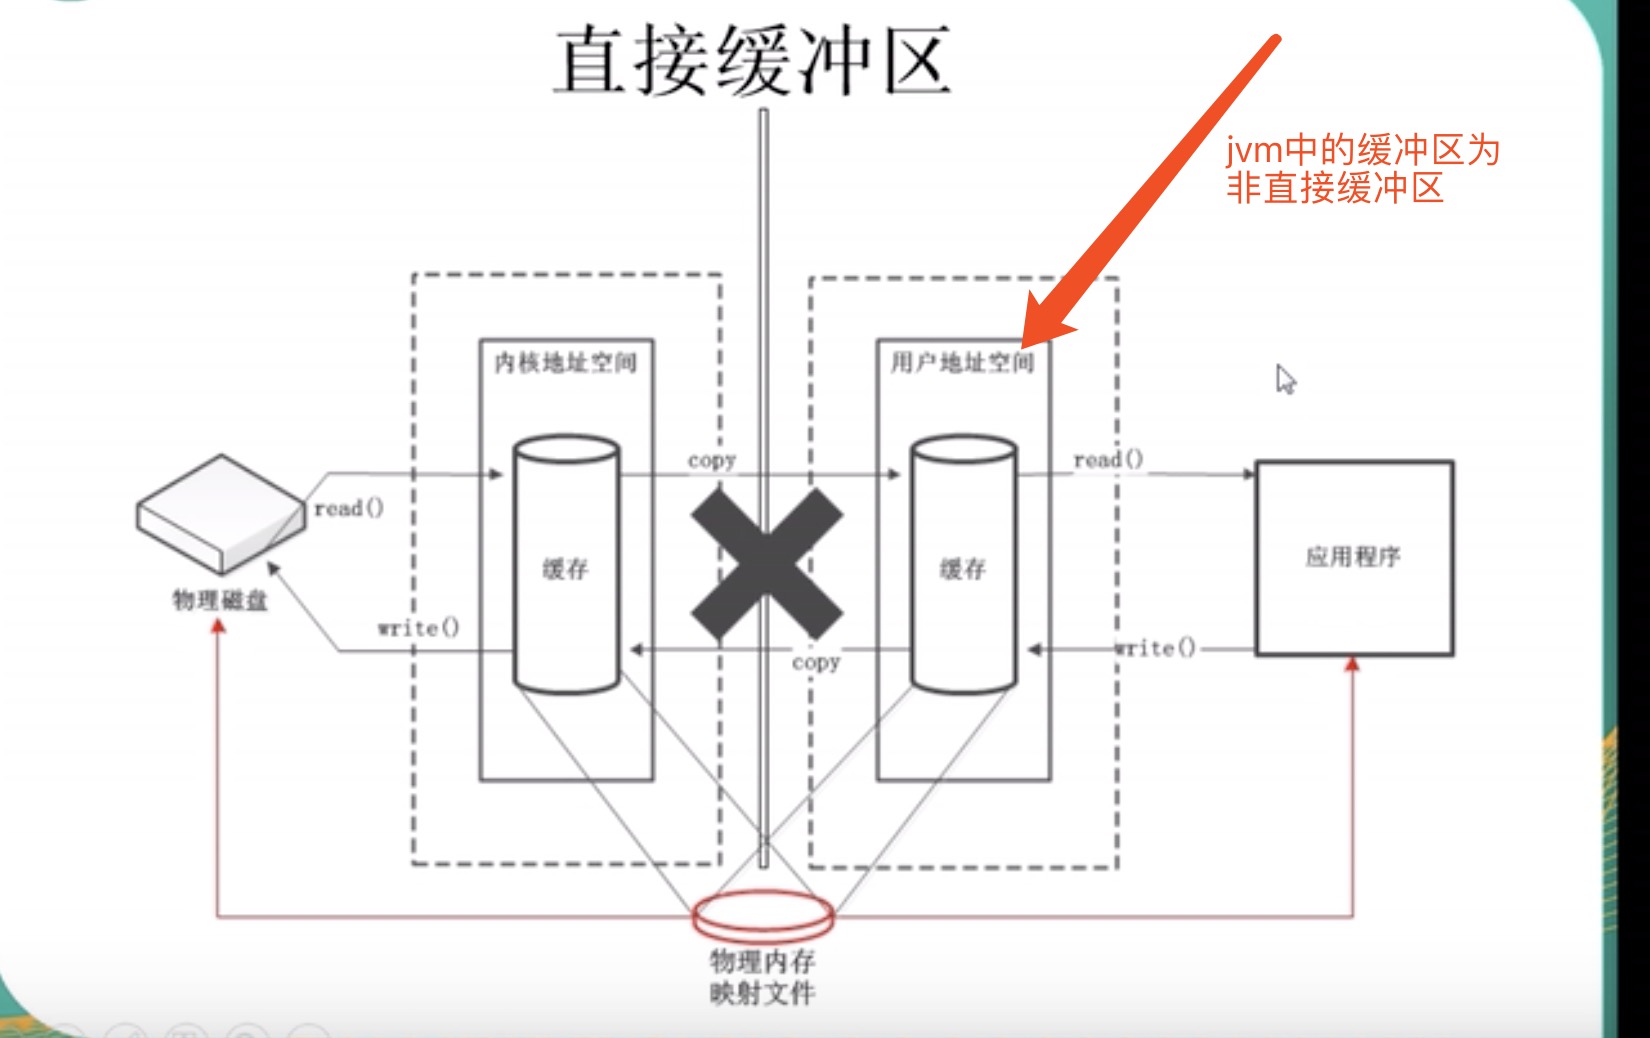 直接缓冲区
jvm中的缓冲区为
非直接缓冲区
内核地址空间
用户地址空间
copy
read()
read()
缓存
缓存
应用程序
物理磁盘
write()
copy
write()
物理内存
映射文件